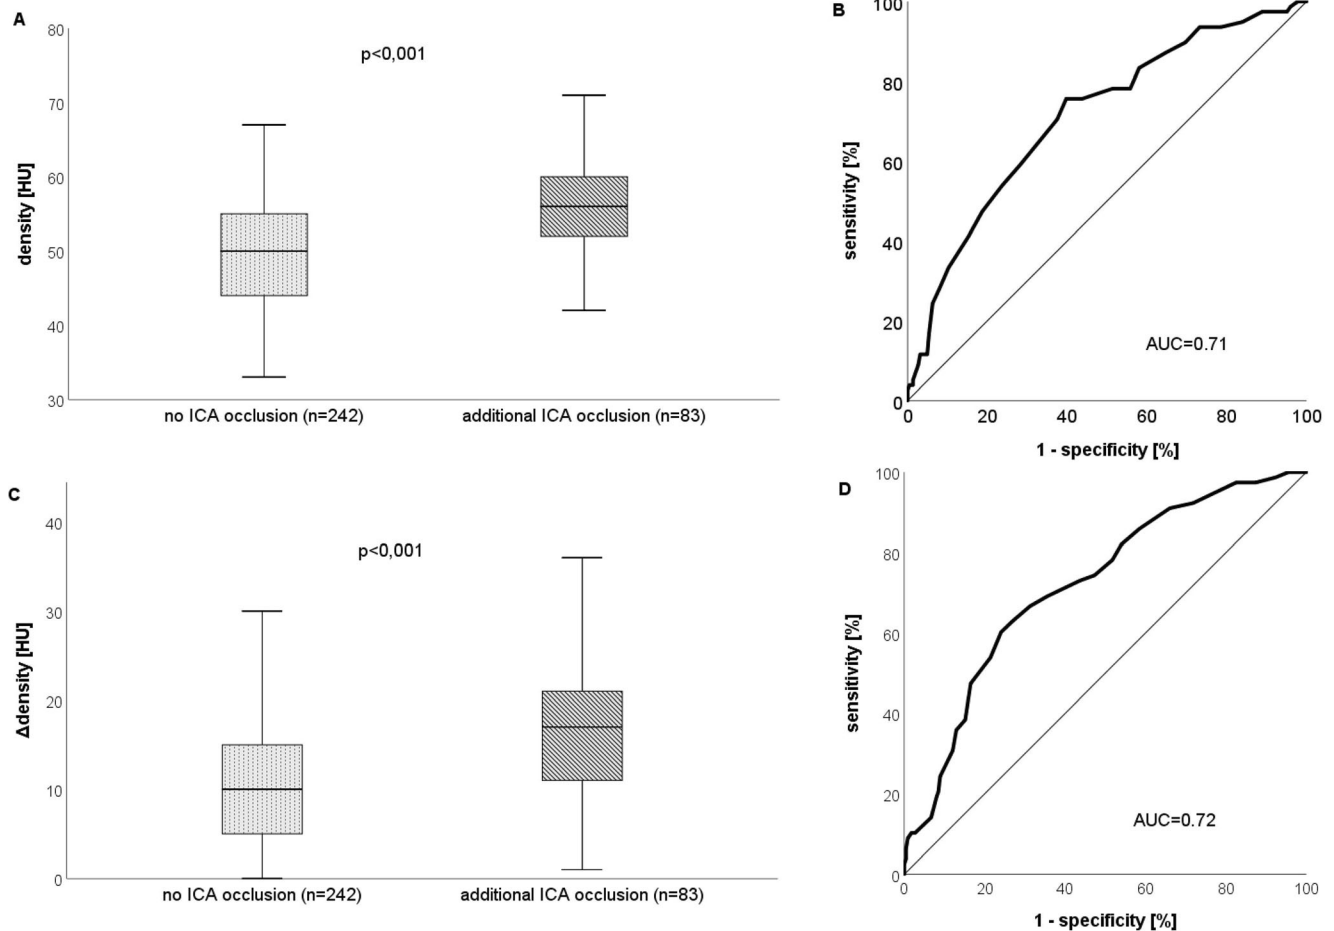 A
80
70
60
50
40
30
density [HU]
p<0,001
no ICA occlusion (n=242)
additional ICA occlusion (n=83)
B
100
80
60
40
20
0
sensitivity [%]
AUC=0.71
0 20 40 60 80 100
1 - specificity [%]
C
40
30
20
10
0
Δdensity [HU]
p<0,001
no ICA occlusion (n=242)
additional ICA occlusion (n=83)
D
100
80
60
40
20
0
sensitivity [%]
AUC=0.72
0 20 40 60 80 100
1 - specificity [%]